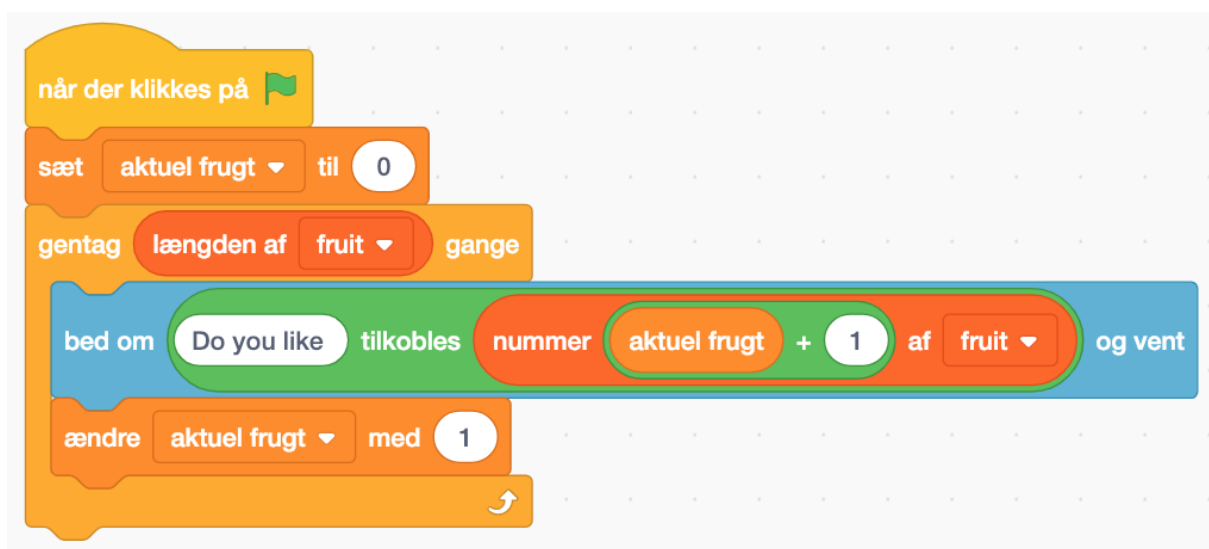 når der klikkes på
sæt aktuel frugt til 0
gentag længden af fruit gange
bed om Do you like tilkobles nummer aktuel frugt + 1 af fruit og vent
ændre aktuel frugt med 1